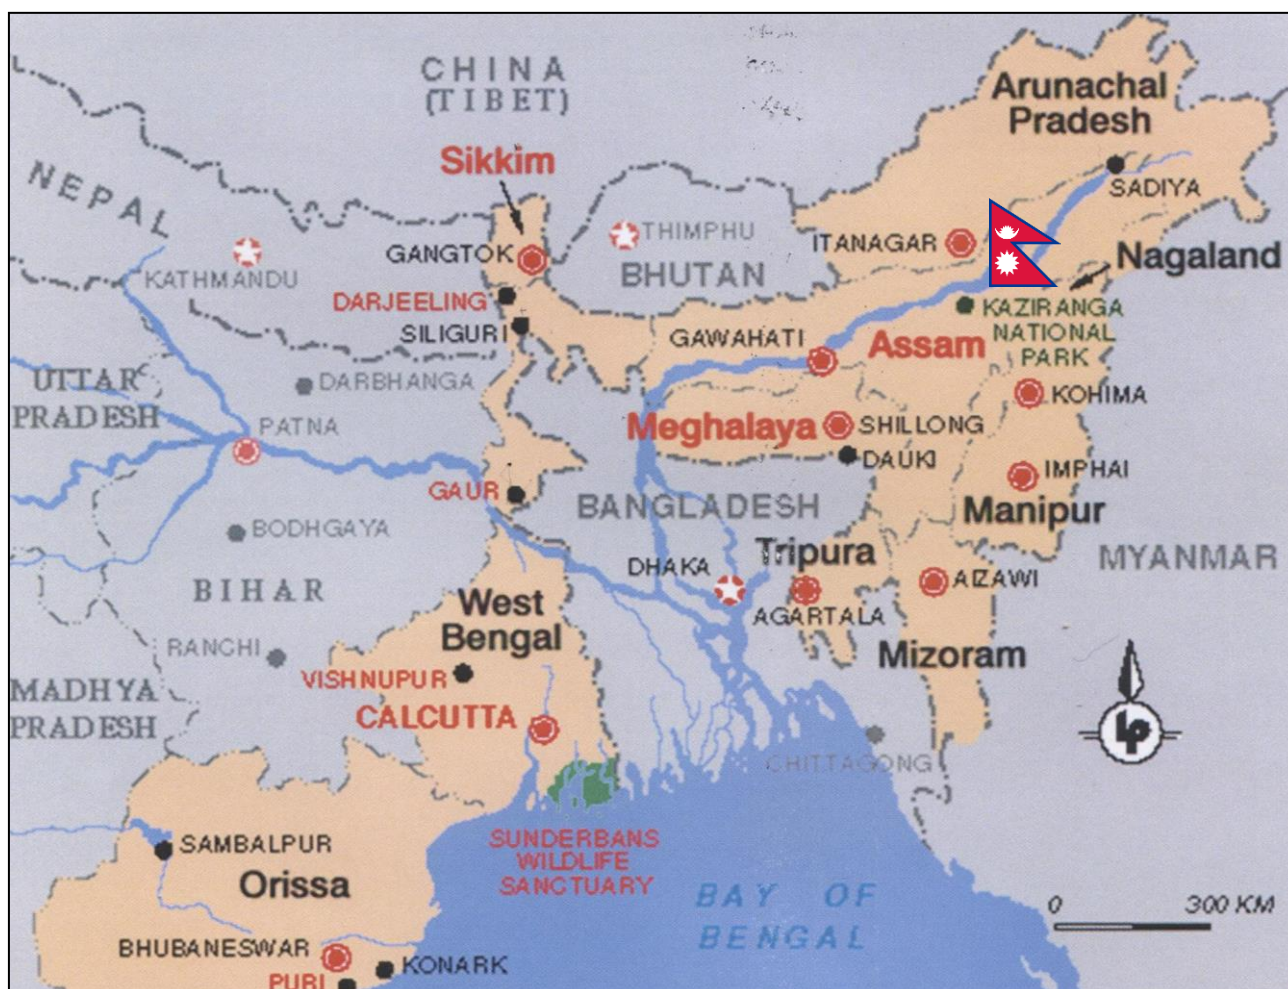 CHINA
(TIBET)
Arunachal
Pradesh
Sikkim
NEPAL
SADIYA
THIMPHU
ITANAGAR
GANGTOK
Nagaland
KATHMANDU
BHUTAN
DARJEELING
KAZIRANGA
NATIONAL
PARK
SILIGURI
GAWAHATI
Assam
UTTAR
PRADESH
DARBHANGA
KOHIMA
PATNA
Meghalaya
SHILLONG
DAUKI
IMPHAI
GAUR
BANGLADESH
Manipur
BODHGAYA
Tripura
MYANMAR
DHAKA
AIZAWI
BIHAR
West
Bengal
AGARTALA
RANCHI
Mizoram
VISHNUPUR
MADHYA
PRADESH
CALCUTTA
LP
CHITTAGONG
SUNDERBANS
WILDLIFE
SANCTUARY
SAMBALPUR
Orissa
BAY OF
BENGAL
0 300 KM
BHUBANESWAR
KONARK
PURI